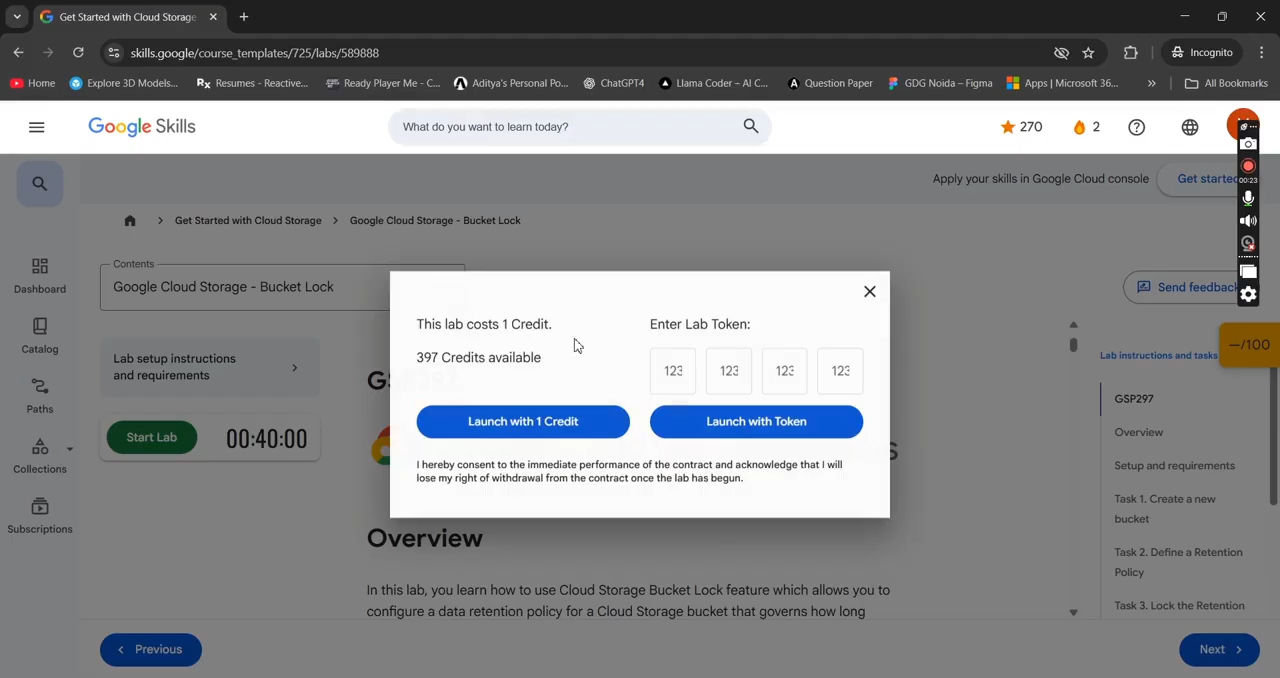 Get Started with Cloud Storage
skills.google/course_templates/725/labs/589888
Incognito
Home
Explore 3D Models...
Resumes - Reactive...
Ready Player Me - C...
Aditya's Personal Po...
ChatGPT4
Llama Coder – AI C...
Question Paper
GDG Noida – Figma
Apps | Microsoft 36...
All Bookmarks
Google Skills
What do you want to learn today?
270
2
00:23
Apply your skills in Google Cloud console
Get started
Get Started with Cloud Storage
Google Cloud Storage - Bucket Lock
Dashboard
Catalog
Paths
Collections
Subscriptions
Contents
Google Cloud Storage - Bucket Lock
Lab setup instructions
and requirements
Start Lab
00:40:00
This lab costs 1 Credit.
397 Credits available
Launch with 1 Credit
Enter Lab Token:
123
123
123
123
Launch with Token
I hereby consent to the immediate performance of the contract and acknowledge that I will
lose my right of withdrawal from the contract once the lab has begun.
Overview
In this lab, you learn how to use Cloud Storage Bucket Lock feature which allows you to
configure a data retention policy for a Cloud Storage bucket that governs how long
Send feedback
—/100
Lab instructions and tasks
GSP297
Overview
Setup and requirements
Task 1. Create a new
bucket
Task 2. Define a Retention
Policy
Task 3. Lock the Retention
Previous
Next